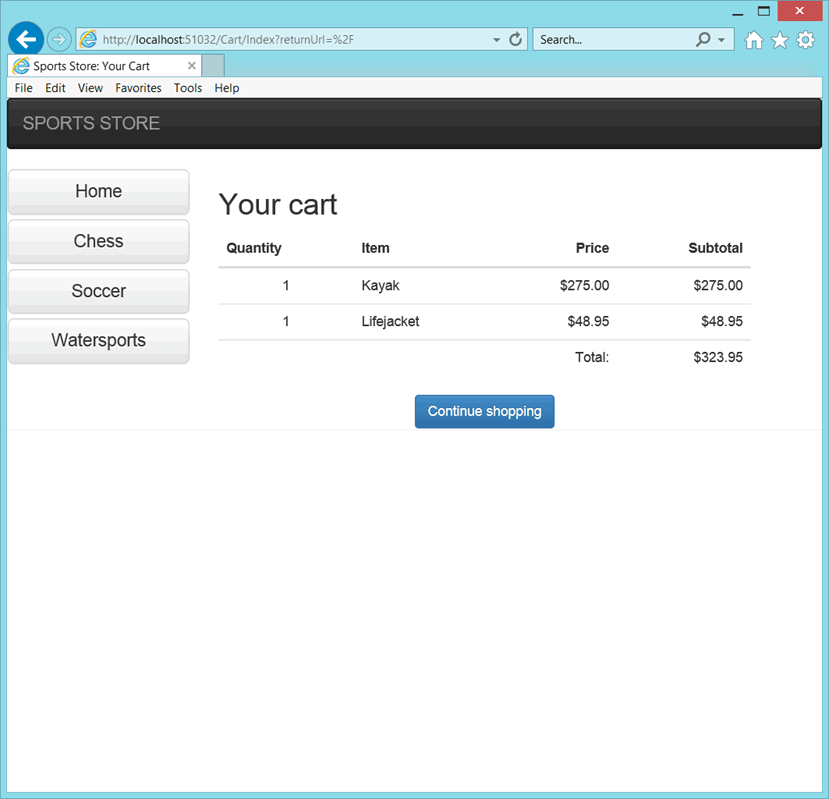 http://localhost:51032/Cart/Index?returnUrl=%2F
Search...
Sports Store: Your Cart
File Edit View Favorites Tools Help
SPORTS STORE
Home
Chess
Soccer
Watersports
Your cart
Quantity Item Price Subtotal
1 Kayak $275.00 $275.00
1 Lifejacket $48.95 $48.95
Total: $323.95
Continue shopping